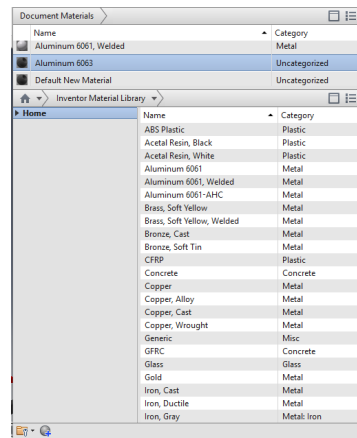 Document Materials
Name Category
Aluminum 6061, Welded Metal
Aluminum 6063 Uncategorized
Default New Material Uncategorized
Inventor Material Library
Home
Name Category
ABS Plastic Plastic
Acetal Resin, Black Plastic
Acetal Resin, White Plastic
Aluminum 6061 Metal
Aluminum 6061, Welded Metal
Aluminum 6061-AHC Metal
Brass, Soft Yellow Metal
Brass, Soft Yellow, Welded Metal
Bronze, Cast Metal
Bronze, Soft Tin Metal
CFRP Plastic
Concrete Concrete
Copper Metal
Copper, Alloy Metal
Copper, Cast Metal
Copper, Wrought Metal
Generic Misc
GFRC Concrete
Glass Glass
Gold Metal
Iron, Cast Metal
Iron, Ductile Metal
Iron, Gray Metal: Iron